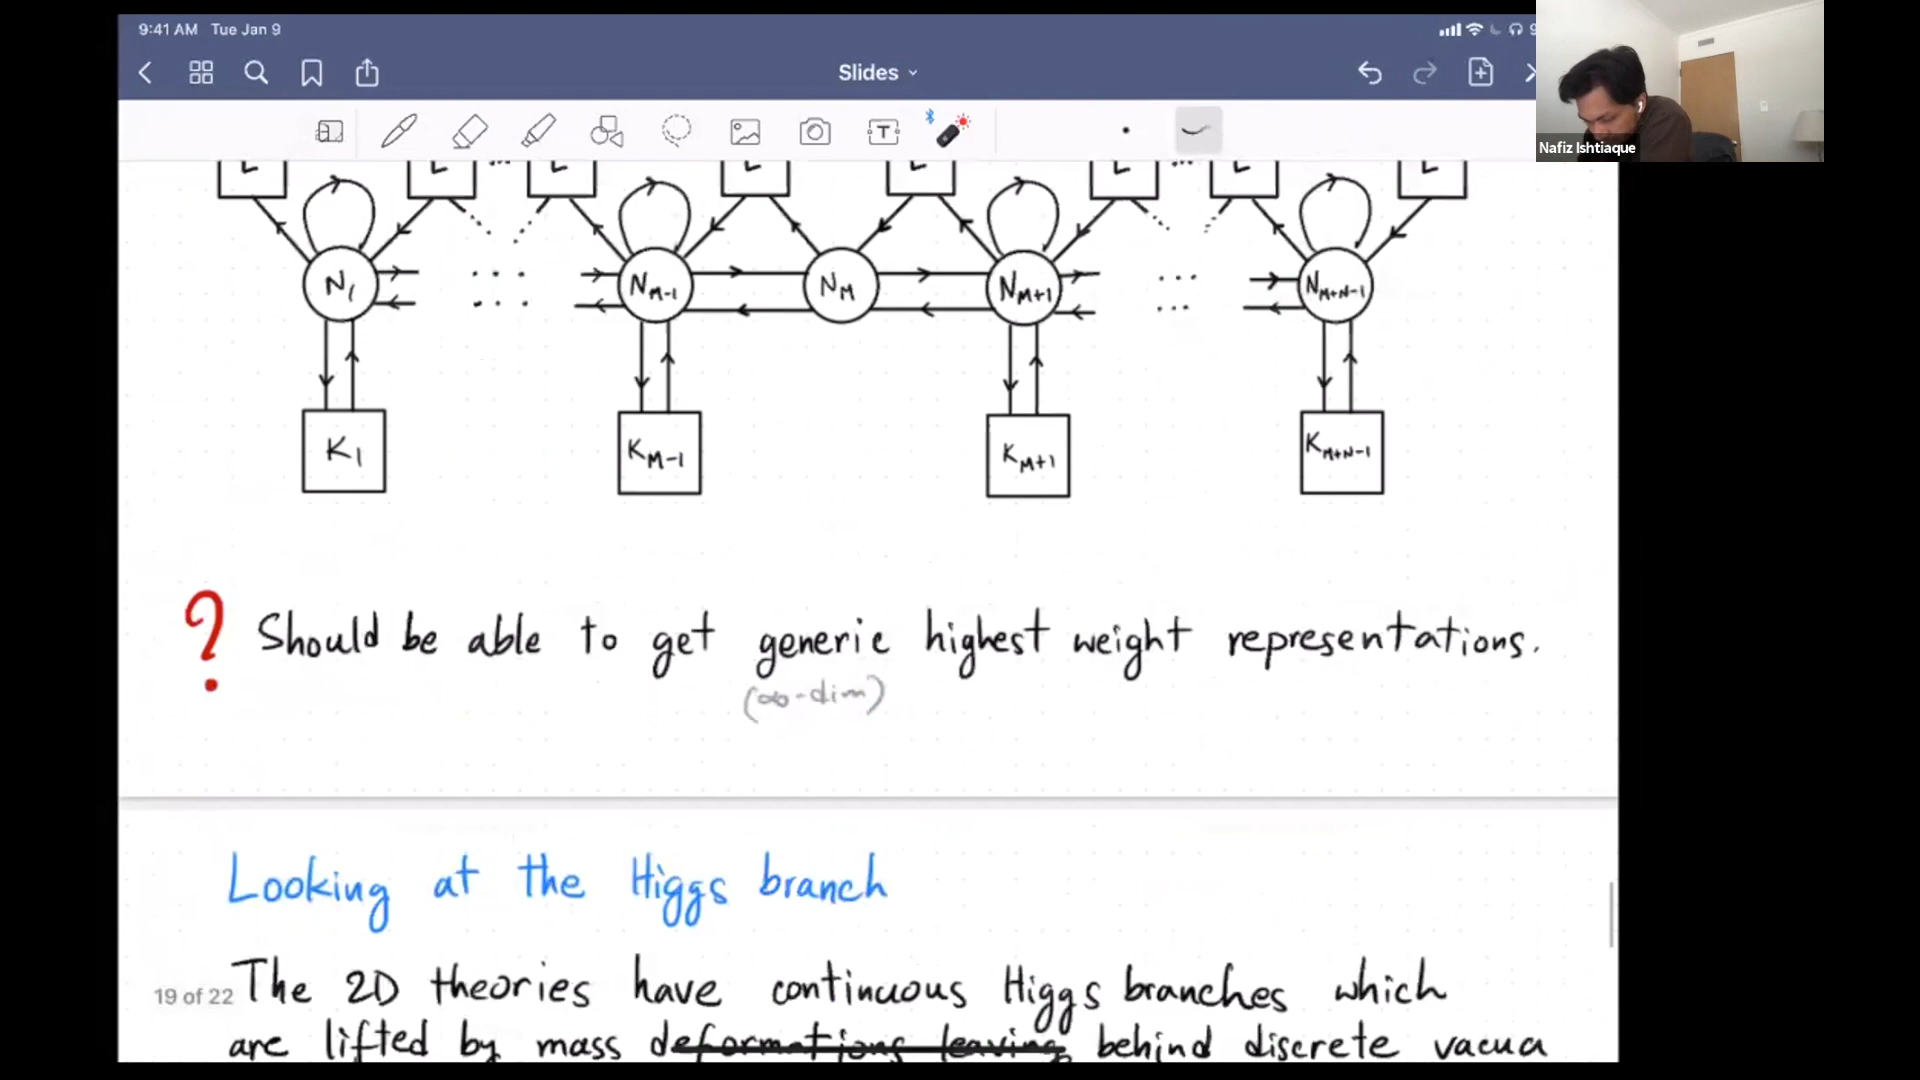 9:41 AM Tue Jan 9
Slides
Nafiz Ishtiaque
L L L L L L L L
N1 NM-1 NM NM+1 NM+N-1
K1 KM-1 KM+1 KM+N-1
? Should be able to get generic highest weight representations.
(∞-dim)
Looking at the Higgs branch
19 of 22 The 2D theories have continuous Higgs branches which
are lifted by mass deformations leaving behind discrete vacua